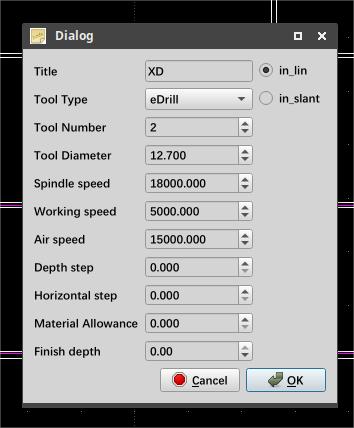 Dialog
Title XD in_lin
Tool Type eDrill in_slant
Tool Number 2
Tool Diameter 12.700
Spindle speed 18000.000
Working speed 5000.000
Air speed 15000.000
Depth step 0.000
Horizontal step 0.000
Material Allowance 0.000
Finish depth 0.00
Cancel OK